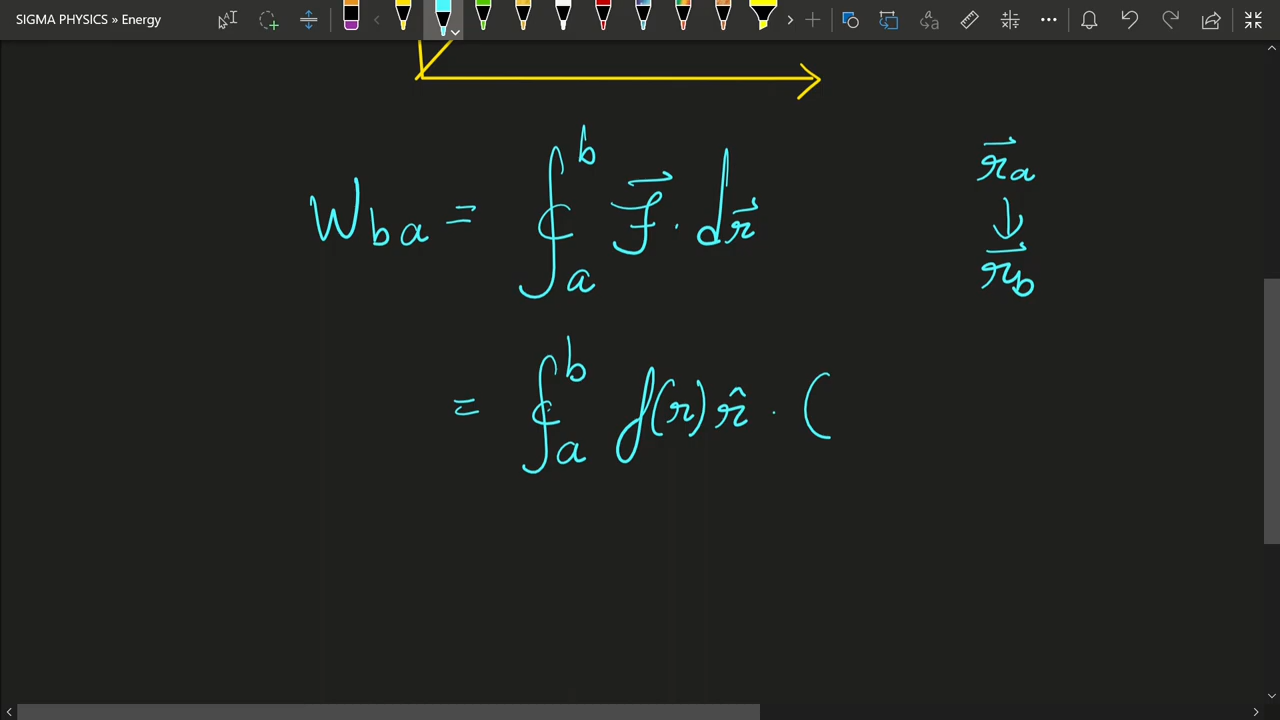 SIGMA PHYSICS » Energy
W_ba = ∮_a^b F⃗ · dr⃗
r⃗_a
↓
r⃗_b
= ∮_a^b f(r) r̂ · (